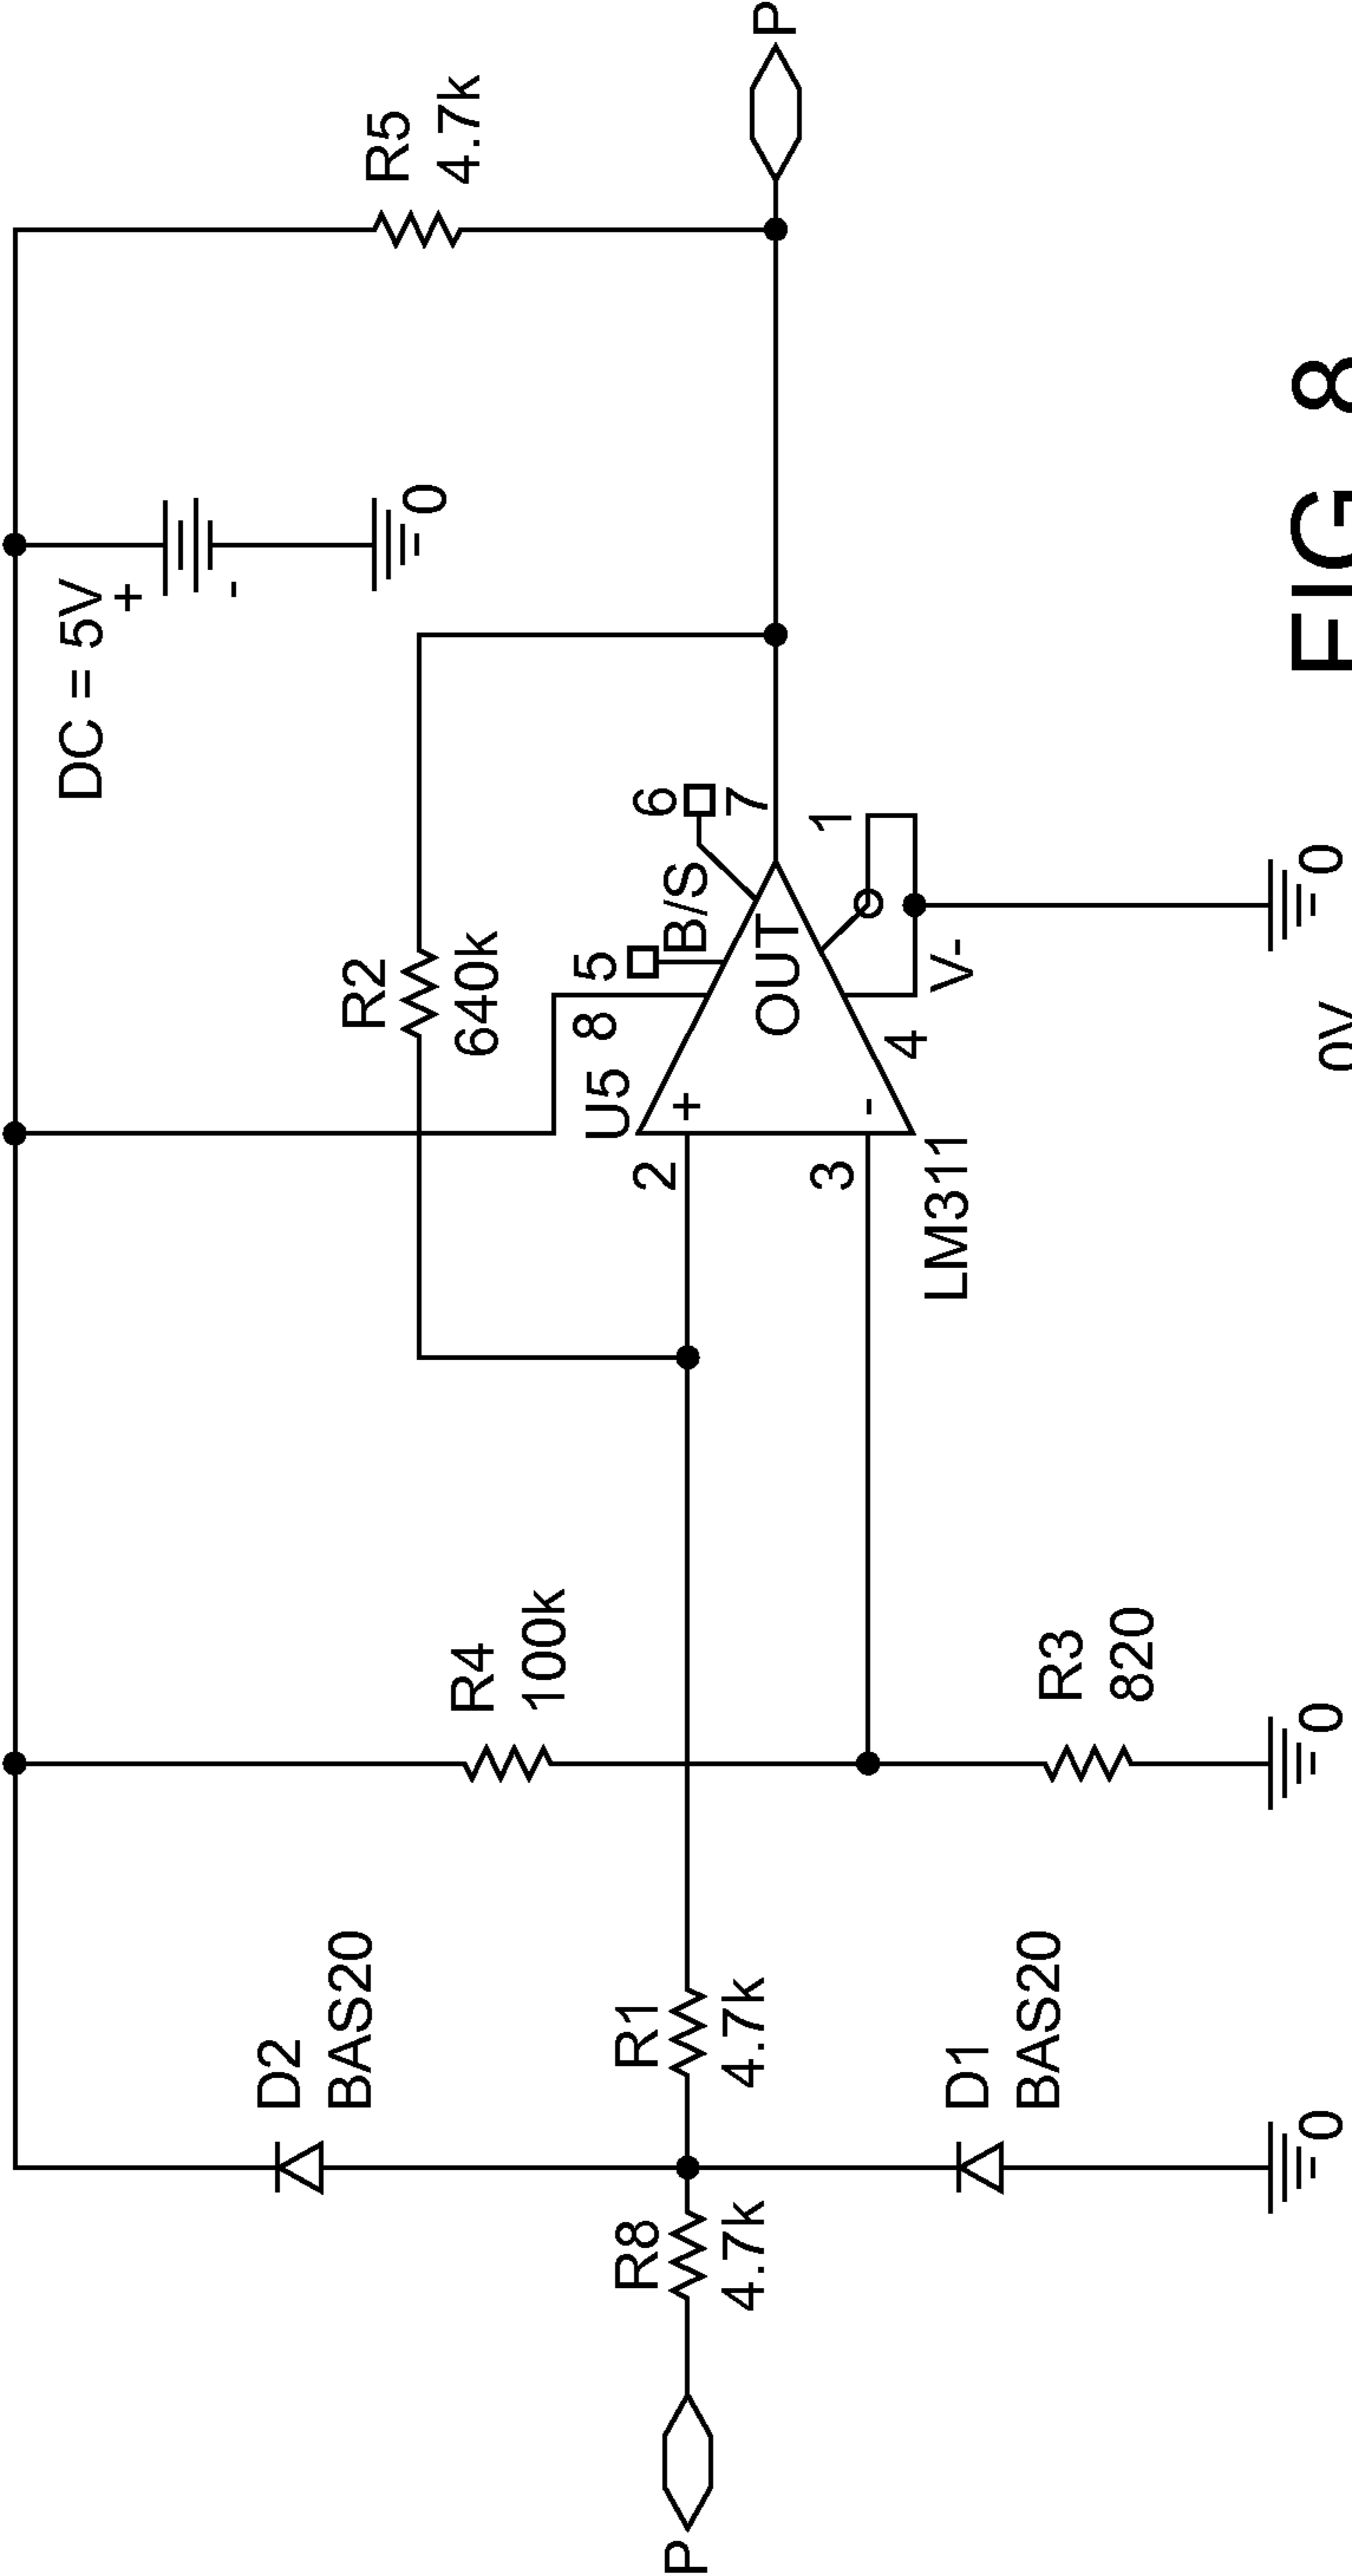 DC = 5V
+
-
0
R5
4.7k
P
R2
640k
D2
BAS20
R4
100k
U5
8
5
B/S
6
7
2
+
OUT
P
R8
4.7k
R1
4.7k
3
-
1
4
V-
LM311
D1
BAS20
R3
820
0
0
0
0V
FIG 8